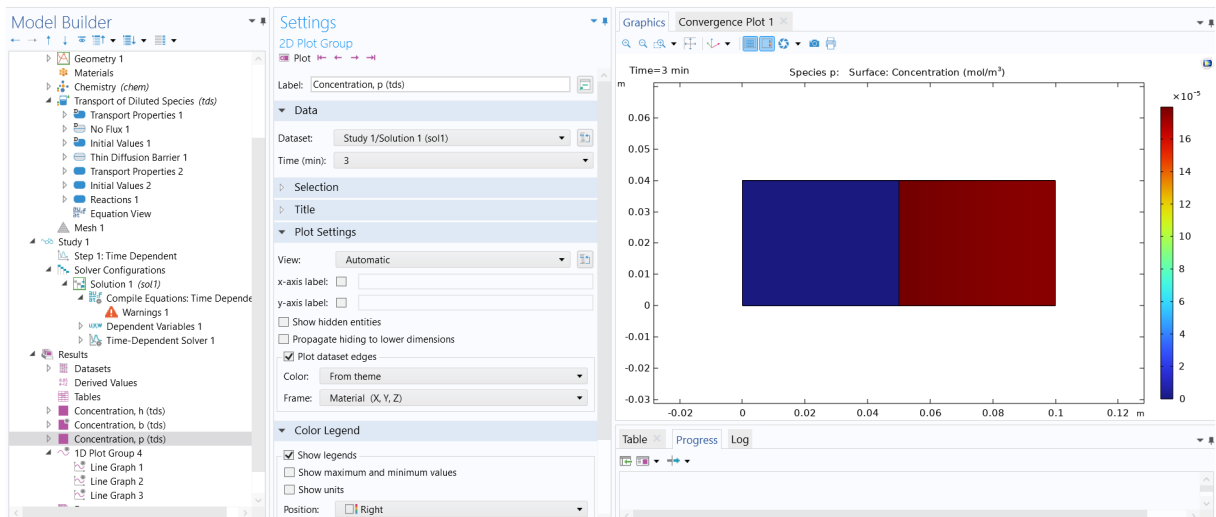 Model Builder
Geometry 1
Materials
Chemistry (chem)
Transport of Diluted Species (tds)
Transport Properties 1
No Flux 1
Initial Values 1
Thin Diffusion Barrier 1
Transport Properties 2
Initial Values 2
Reactions 1
Equation View
Mesh 1
Study 1
Step 1: Time Dependent
Solver Configurations
Solution 1 (sol1)
Compile Equations: Time Depende
Warnings 1
Dependent Variables 1
Time-Dependent Solver 1
Results
Datasets
Derived Values
Tables
Concentration, h (tds)
Concentration, b (tds)
Concentration, p (tds)
1D Plot Group 4
Line Graph 1
Line Graph 2
Line Graph 3
Settings
2D Plot Group
Plot
Label: Concentration, p (tds)
Data
Dataset: Study 1/Solution 1 (sol1)
Time (min): 3
Selection
Title
Plot Settings
View: Automatic
x-axis label:
y-axis label:
Show hidden entities
Propagate hiding to lower dimensions
Plot dataset edges
Color: From theme
Frame: Material (X, Y, Z)
Color Legend
Show legends
Show maximum and minimum values
Show units
Position: Right
Graphics Convergence Plot 1
Time=3 min Species p: Surface: Concentration (mol/m³)
m
×10⁻⁵
0.06
0.05
0.04
0.03
0.02
0.01
0
-0.01
-0.02
-0.03
-0.02 0 0.02 0.04 0.06 0.08 0.1 0.12 m
16
14
12
10
8
6
4
2
0
Table Progress Log